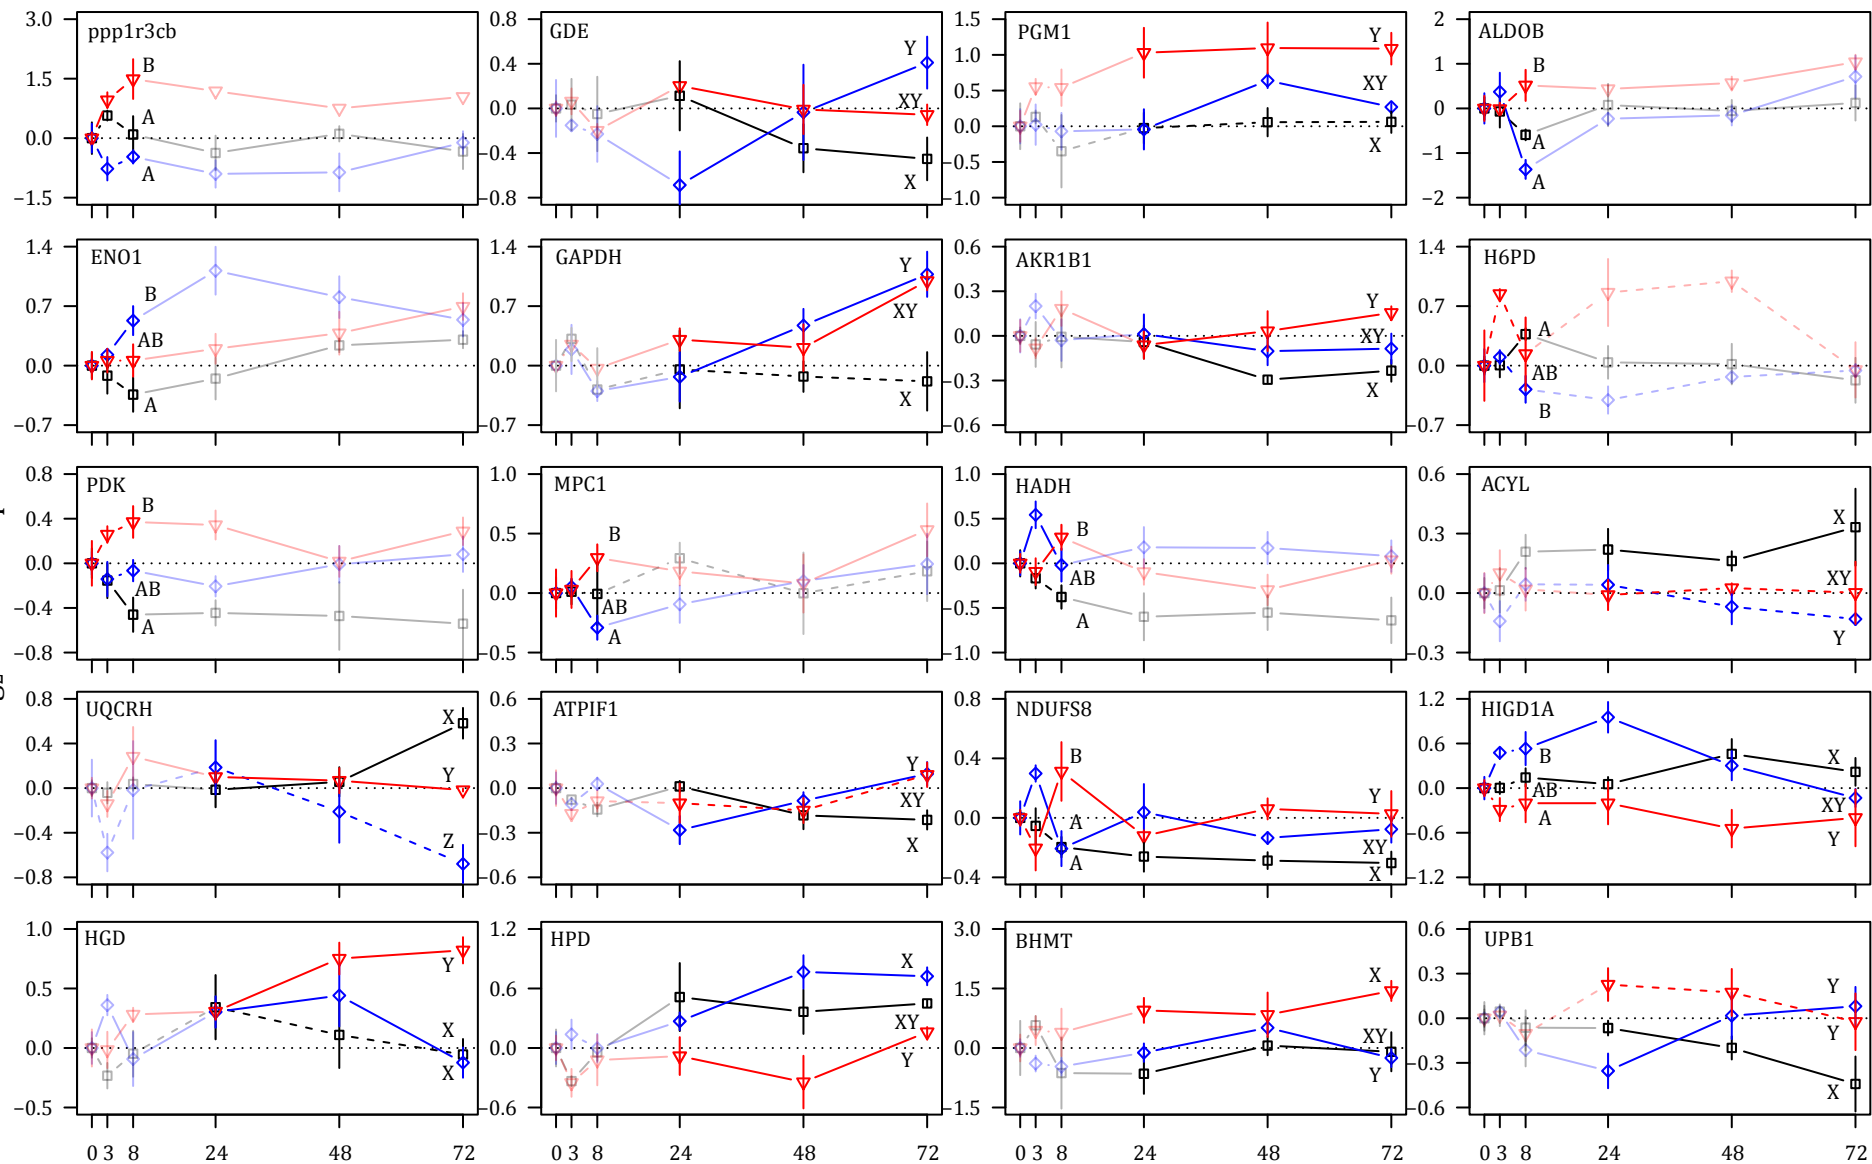 ppp1r3cb
3.0
1.5
0.0
−1.5
B
A
A
GDE
0.8
0.4
0.0
−0.4
−0.8
Y
XY
X
PGM1
1.5
1.0
0.5
0.0
−0.5
−1.0
Y
XY
X
ALDOB
2
1
0
−1
−2
B
A
A
ENO1
1.4
0.7
0.0
−0.7
B
AB
A
GAPDH
1.4
0.7
0.0
−0.7
Y
XY
X
AKR1B1
0.6
0.3
0.0
−0.3
−0.6
Y
XY
X
H6PD
1.4
0.7
0.0
−0.7
A
AB
B
PDK
0.8
0.4
0.0
−0.4
−0.8
B
AB
A
MPC1
1.0
0.5
0.0
−0.5
B
AB
A
HADH
1.0
0.5
0.0
−0.5
−1.0
B
AB
A
ACYL
0.6
0.3
0.0
−0.3
X
XY
Y
UQCRH
0.8
0.4
0.0
−0.4
−0.8
X
Y
Z
ATPIF1
0.6
0.3
0.0
−0.3
−0.6
Y
XY
X
NDUFS8
0.8
0.4
0.0
−0.4
B
A
A
Y
XY
X
HIGD1A
1.2
0.6
0.0
−0.6
−1.2
B
AB
A
X
XY
Y
HGD
1.0
0.5
0.0
−0.5
Y
X
X
0 3 8 24 48 72
HPD
1.2
0.6
0.0
−0.6
X
XY
Y
0 3 8 24 48 72
BHMT
3.0
1.5
0.0
−1.5
X
XY
Y
0 3 8 24 48 72
UPB1
0.6
0.3
0.0
−0.3
−0.6
Y
Y
X
0 3 8 24 48 72